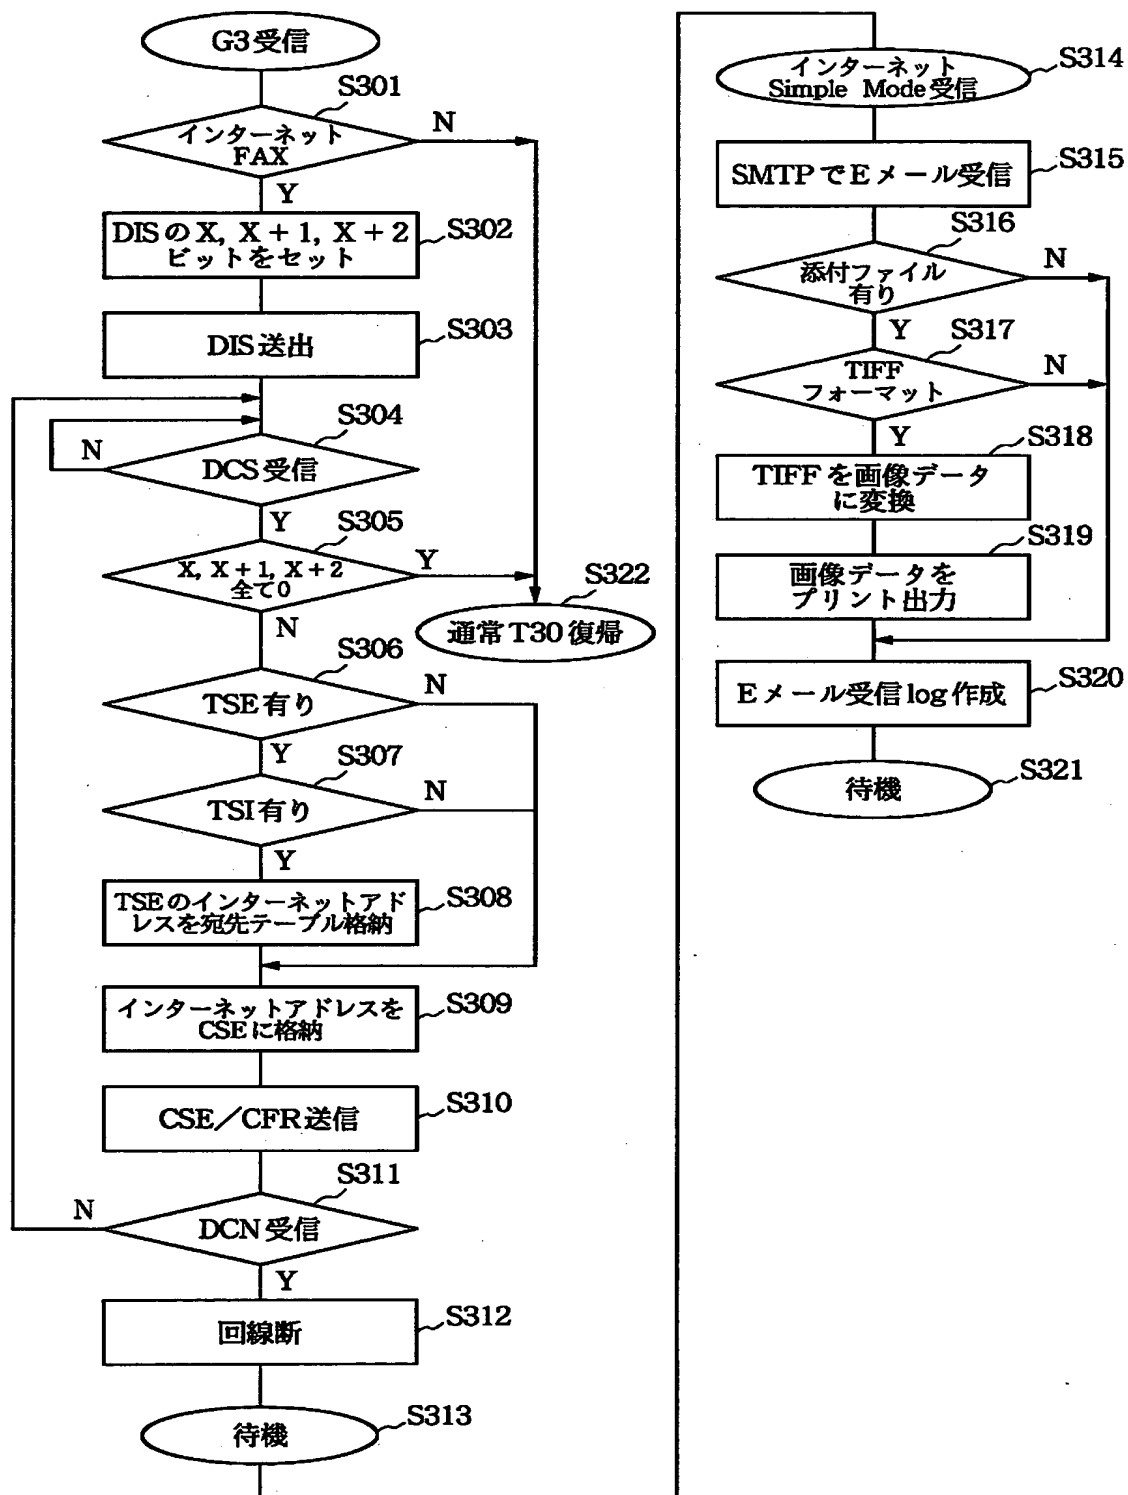 G3受信
S301
インターネット
FAX
N
Y
DISのX, X+1, X+2
ビットをセット
S302
DIS送出
S303
S304
N
DCS受信
Y
S305
X, X+1, X+2
全て0
Y
N
S322
通常T30復帰
S306
TSE有り
N
Y
S307
TSI有り
N
Y
TSEのインターネットアド
レスを宛先テーブル格納
S308
インターネットアドレスを
CSEに格納
S309
CSE/CFR送信
S310
S311
N
DCN受信
Y
回線断
S312
待機
S313
インターネット
Simple Mode受信
S314
SMTPでEメール受信
S315
S316
添付ファイル
有り
N
Y
S317
TIFF
フォーマット
N
Y
S318
TIFFを画像データ
に変換
S319
画像データを
プリント出力
Eメール受信log作成
S320
待機
S321